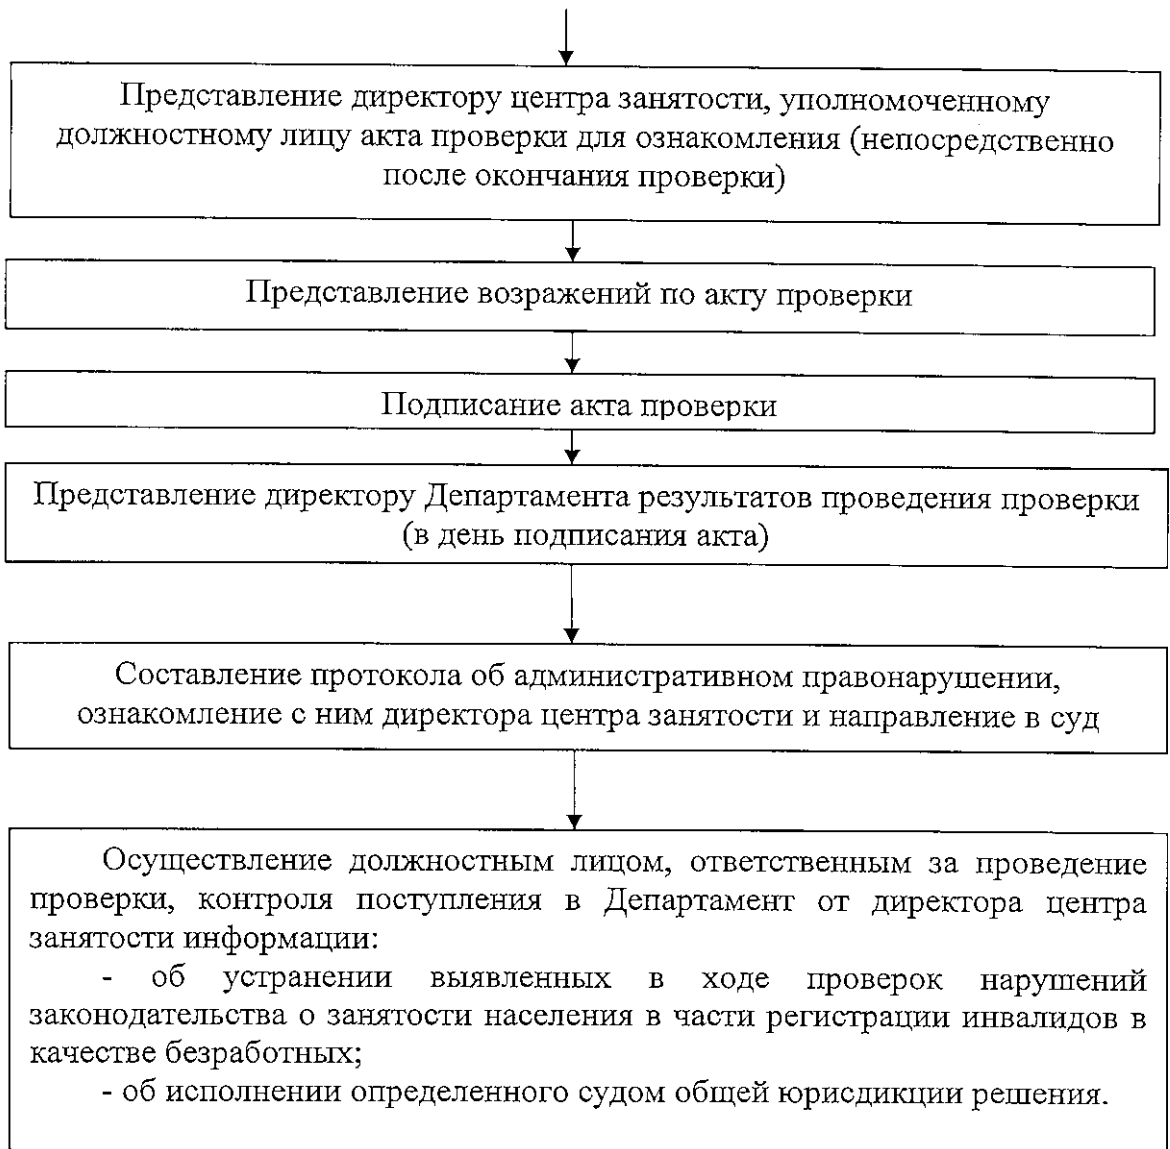 Представление директору центра занятости, уполномоченному
должностному лицу акта проверки для ознакомления (непосредственно
после окончания проверки)
Представление возражений по акту проверки
Подписание акта проверки
Представление директору Департамента результатов проведения проверки
(в день подписания акта)
Составление протокола об административном правонарушении,
ознакомление с ним директора центра занятости и направление в суд
Осуществление должностным лицом, ответственным за проведение
проверки, контроля поступления в Департамент от директора центра
занятости информации:
- об устранении выявленных в ходе проверок нарушений
законодательства о занятости населения в части регистрации инвалидов в
качестве безработных;
- об исполнении определенного судом общей юрисдикции решения.